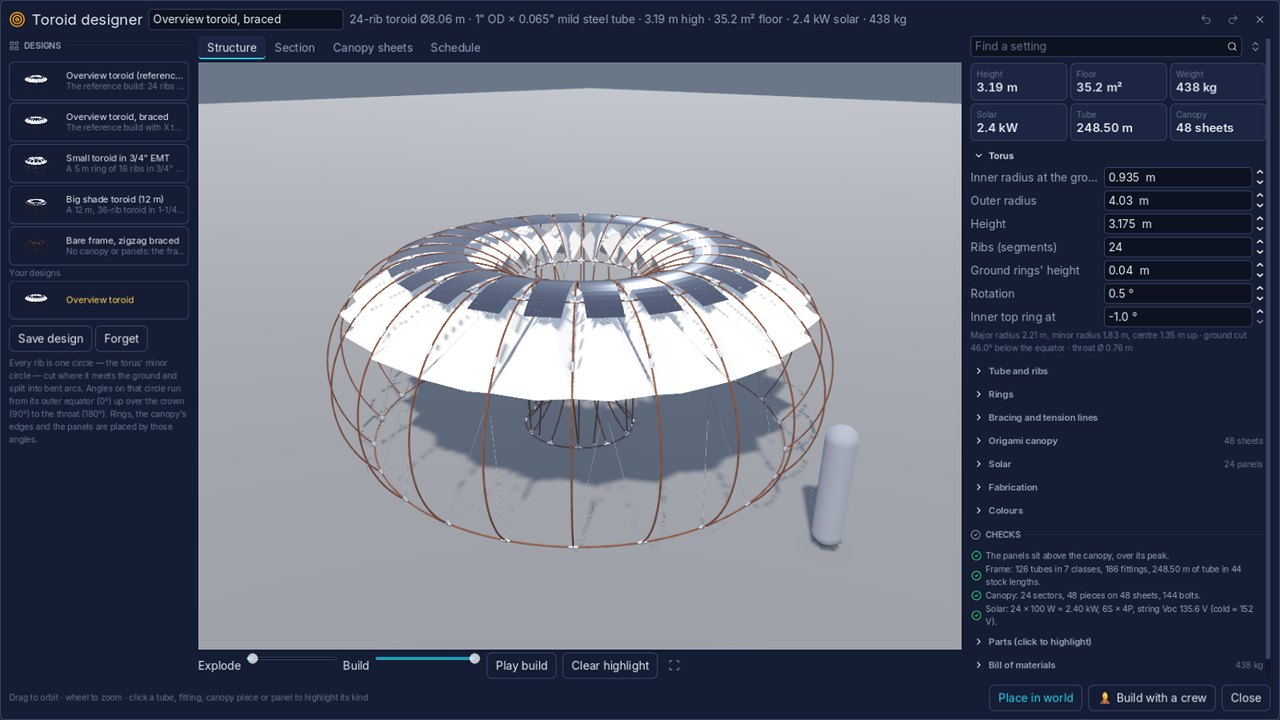 Toroid designer
Overview toroid, braced
24-rib toroid Ø8.06 m · 1" OD × 0.065" mild steel tube · 3.19 m high · 35.2 m² floor · 2.4 kW solar · 438 kg
DESIGNS
Overview toroid (referenc...
The reference build: 24 ribs ...
Overview toroid, braced
The reference build with X t...
Small toroid in 3/4" EMT
A 5 m ring of 16 ribs in 3/4" ...
Big shade toroid (12 m)
A 12 m, 36-rib toroid in 1-1/4...
Bare frame, zigzag braced
No canopy or panels: the fra...
Your designs
Overview toroid
Save design
Forget
Every rib is one circle — the torus' minor
circle — cut where it meets the ground and
split into bent arcs. Angles on that circle run
from its outer equator (0°) up over the crown
(90°) to the throat (180°). Rings, the canopy's
edges and the panels are placed by those
angles.
Structure
Section
Canopy sheets
Schedule
Explode
Build
Play build
Clear highlight
Find a setting
Height
3.19 m
Floor
35.2 m²
Weight
438 kg
Solar
2.4 kW
Tube
248.50 m
Canopy
48 sheets
Torus
Inner radius at the gro...
0.935 m
Outer radius
4.03 m
Height
3.175 m
Ribs (segments)
24
Ground rings' height
0.04 m
Rotation
0.5 °
Inner top ring at
-1.0 °
Major radius 2.21 m, minor radius 1.83 m, centre 1.35 m up · ground cut
46.0° below the equator · throat Ø 0.76 m
Tube and ribs
Rings
Bracing and tension lines
Origami canopy
48 sheets
Solar
24 panels
Fabrication
Colours
CHECKS
The panels sit above the canopy, over its peak.
Frame: 126 tubes in 7 classes, 186 fittings, 248.50 m of tube in 44
stock lengths.
Canopy: 24 sectors, 48 pieces on 48 sheets, 144 bolts.
Solar: 24 × 100 W = 2.40 kW, 6S × 4P, string Voc 135.6 V (cold ≈ 152
V).
Parts (click to highlight)
Bill of materials
438 kg
Drag to orbit · wheel to zoom · click a tube, fitting, canopy piece or panel to highlight its kind
Place in world
Build with a crew
Close